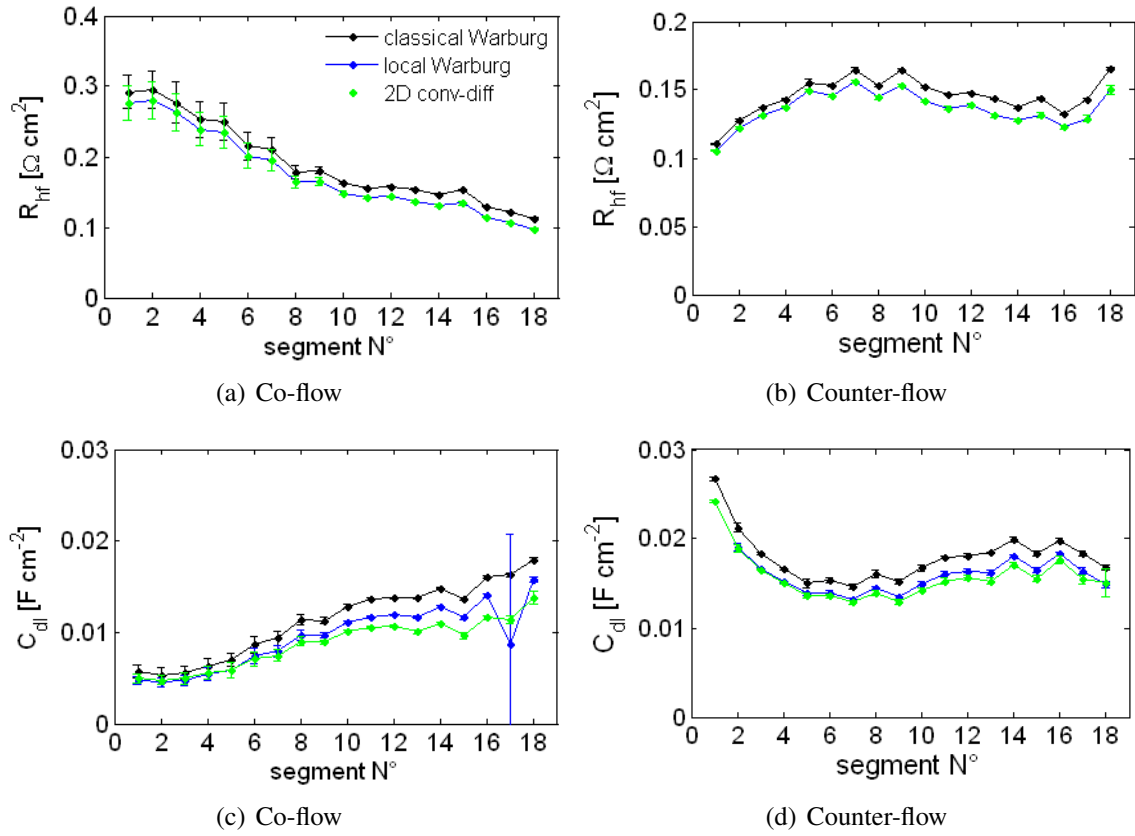 0.4
0.3
0.2
0.1
0
R_hf [Ω cm²]
classical Warburg
local Warburg
2D conv-diff
0 2 4 6 8 10 12 14 16 18
segment N°
(a) Co-flow
0.2
0.15
0.1
0.05
0
R_hf [Ω cm²]
0 2 4 6 8 10 12 14 16 18
segment N°
(b) Counter-flow
0.03
0.02
0.01
0
C_dl [F cm⁻²]
0 2 4 6 8 10 12 14 16 18
segment N°
(c) Co-flow
0.03
0.02
0.01
0
C_dl [F cm⁻²]
0 2 4 6 8 10 12 14 16 18
segment N°
(d) Counter-flow